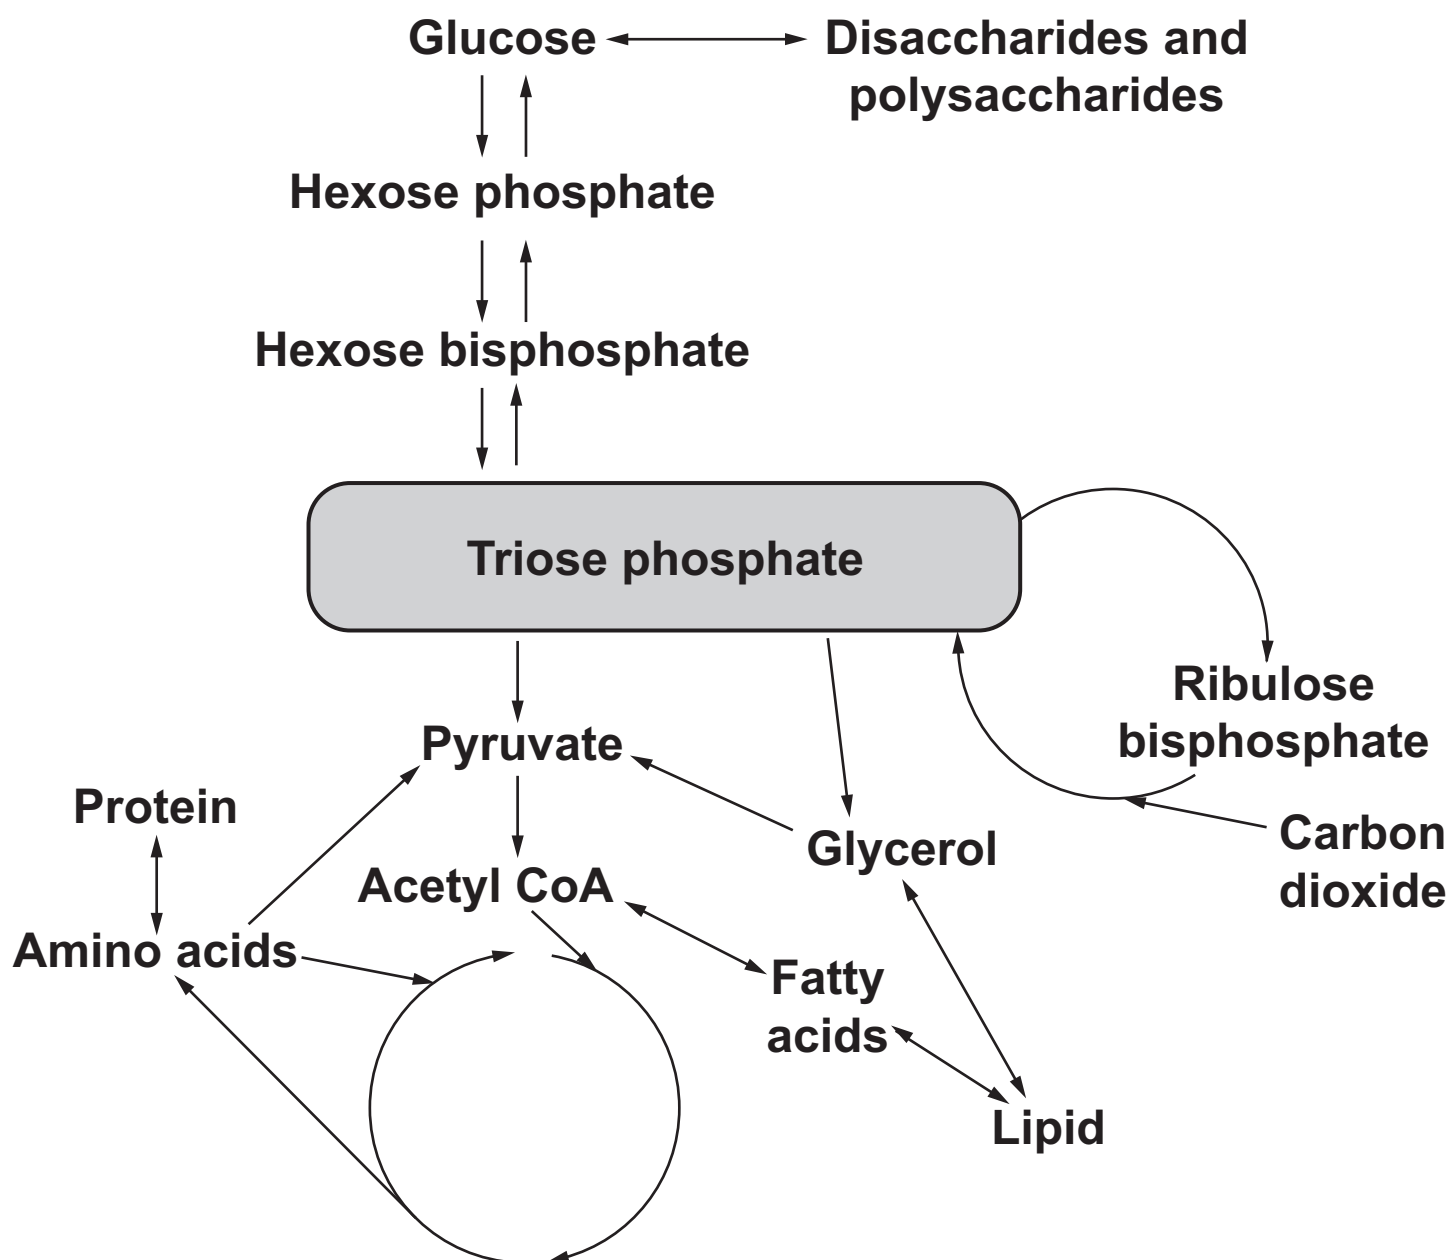 Glucose
Disaccharides and
polysaccharides
Hexose phosphate
Hexose bisphosphate
Triose phosphate
Ribulose
bisphosphate
Pyruvate
Protein
Carbon
dioxide
Glycerol
Acetyl CoA
Amino acids
Fatty
acids
Lipid